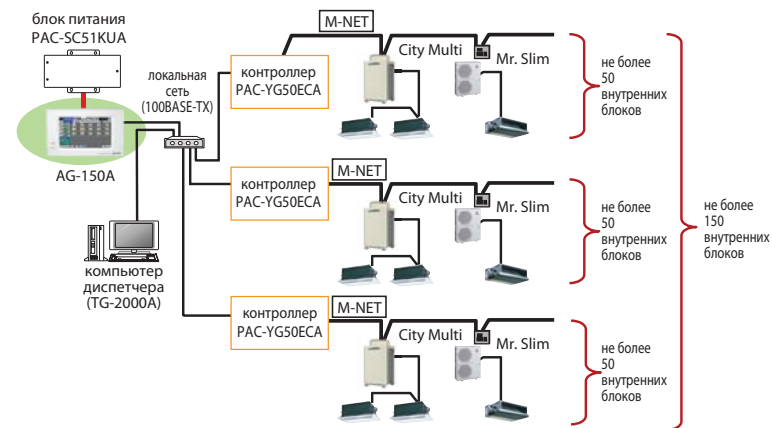 блок питания
PAC-SC51KUA
AG-150A
локальная
сеть
(100BASE-TX)
компьютер
диспетчера
(TG-2000A)
контроллер
PAC-YG50ECA
M-NET
City Multi
Mr. Slim
не более
50
внутренних
блоков
контроллер
PAC-YG50ECA
M-NET
City Multi
Mr. Slim
не более
50
внутренних
блоков
контроллер
PAC-YG50ECA
M-NET
City Multi
Mr. Slim
не более
50
внутренних
блоков
не более
150
внутренних
блоков